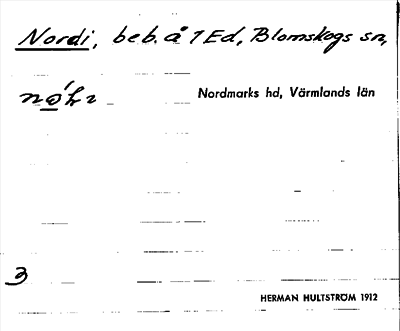 Nordi, beb. å 1 Ed, Blomskogs sn,
Nordmarks hd, Värmlands län
3
HERMAN HULTSTRÖM 1912